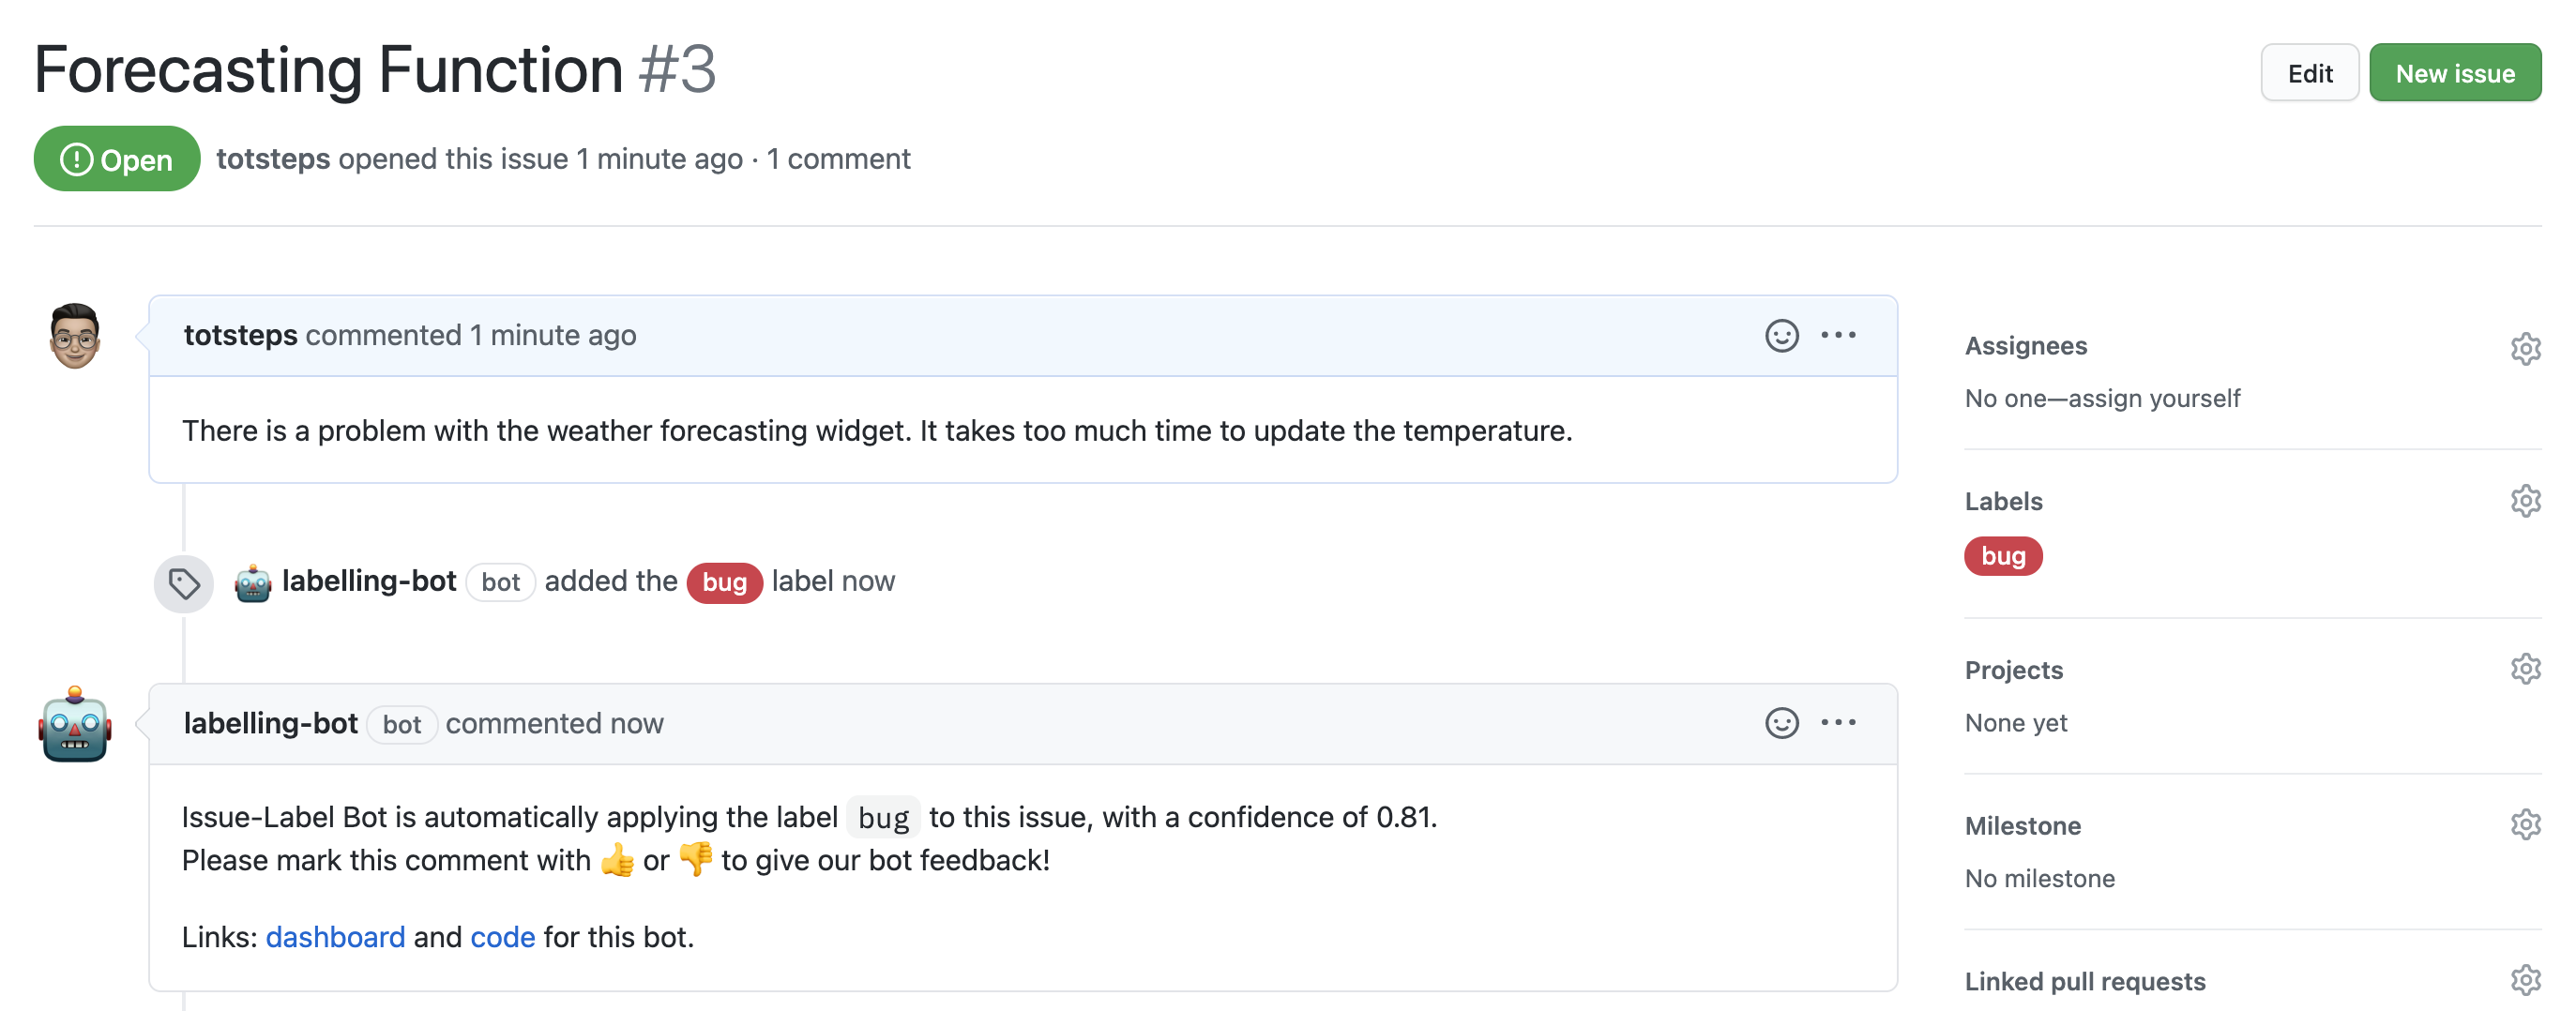 Forecasting Function #3
Edit
New issue
Open
totsteps opened this issue 1 minute ago · 1 comment
totsteps commented 1 minute ago
There is a problem with the weather forecasting widget. It takes too much time to update the temperature.
labelling-bot bot added the bug label now
labelling-bot bot commented now
Issue-Label Bot is automatically applying the label bug to this issue, with a confidence of 0.81.
Please mark this comment with 👍 or 👎 to give our bot feedback!
Links: dashboard and code for this bot.
Assignees
No one—assign yourself
Labels
bug
Projects
None yet
Milestone
No milestone
Linked pull requests